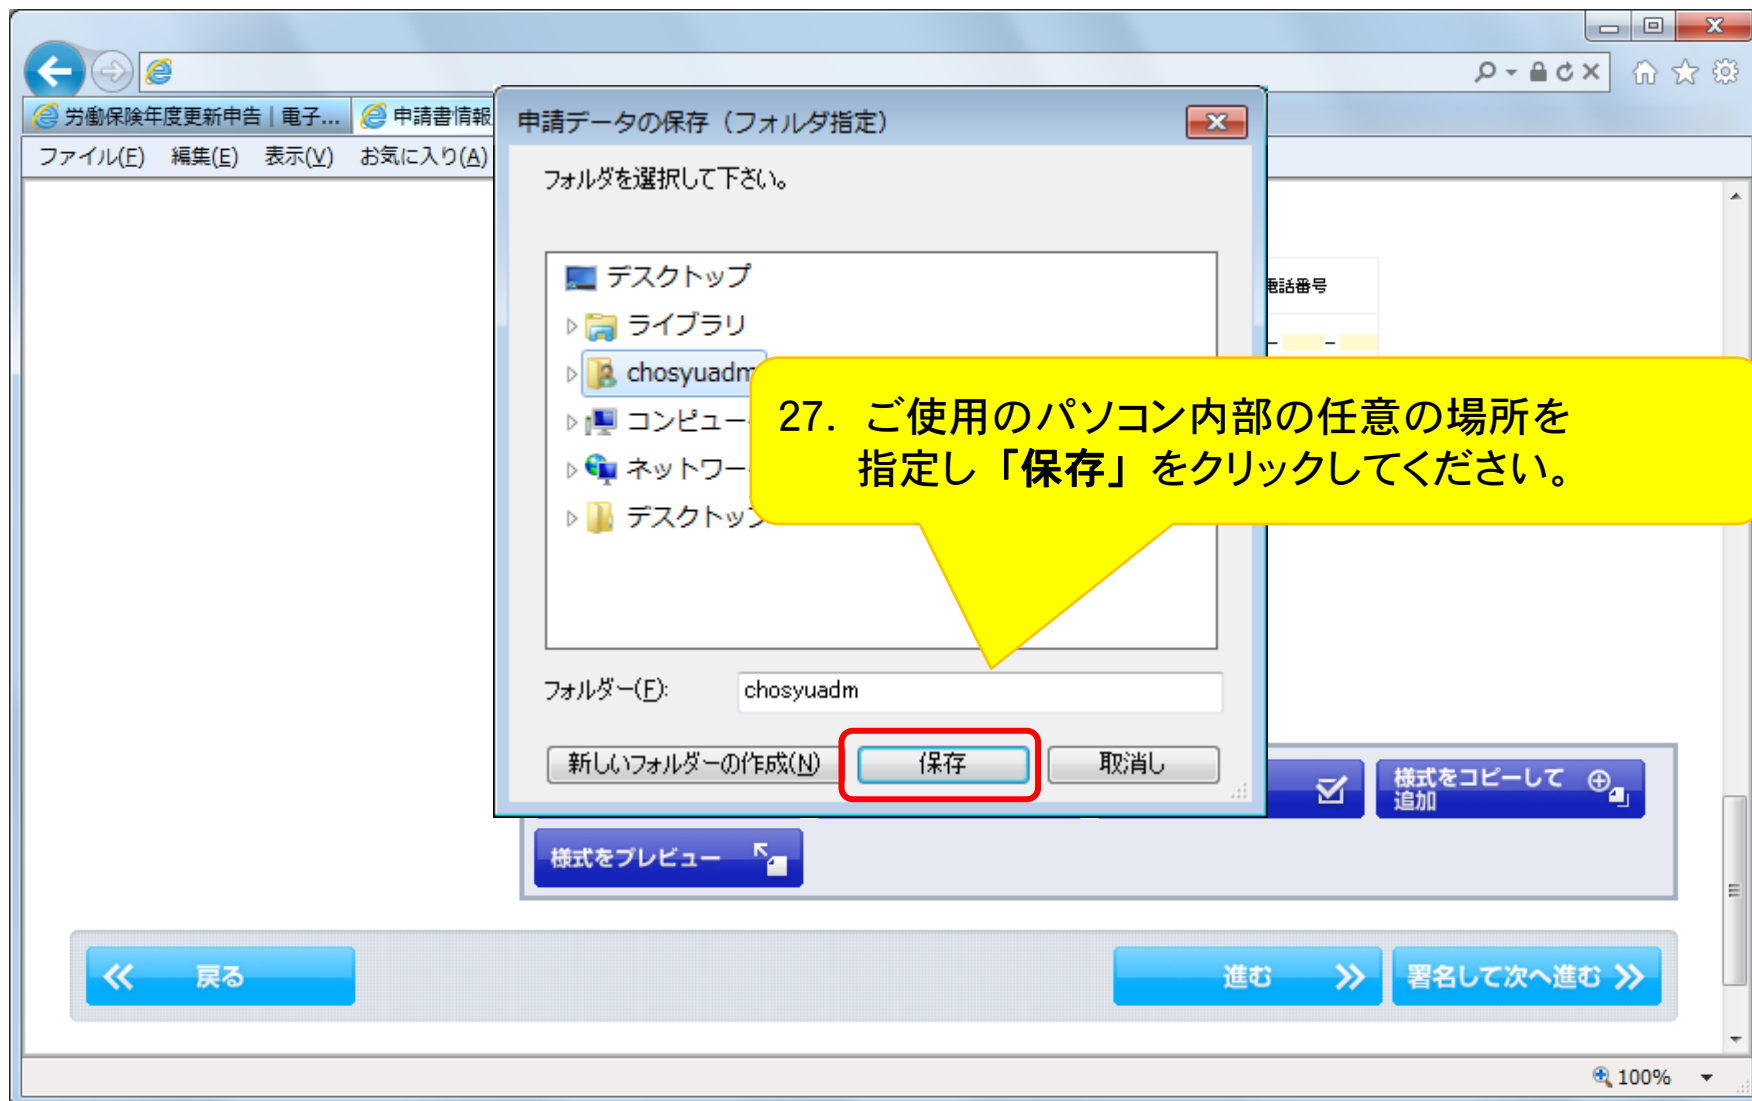 労働保険年度更新申告｜電子...
申請書情報
ファイル(F) 編集(E) 表示(V) お気に入り(A)
申請データの保存（フォルダ指定）
フォルダを選択して下さい。
デスクトップ
ライブラリ
chosyuadm
コンピュー
ネットワー
デスクトップ
電話番号
- -
27. ご使用のパソコン内部の任意の場所を
指定し「保存」をクリックしてください。
フォルダー(F):
chosyuadm
新しいフォルダーの作成(N)
保存
取消し
様式をコピーして
追加
様式をプレビュー
戻る
進む
署名して次へ進む
100%